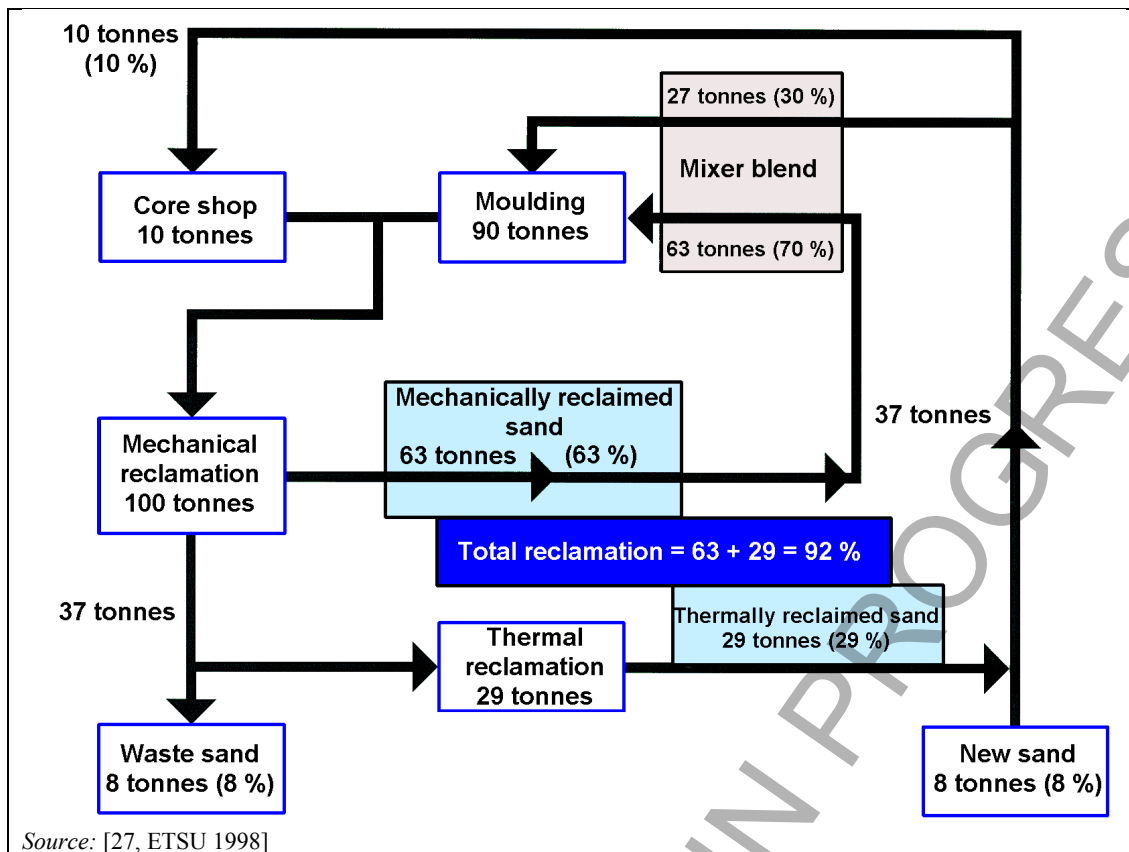 10 tonnes
(10 %)
27 tonnes (30 %)
Mixer blend
63 tonnes (70 %)
Core shop
10 tonnes
Moulding
90 tonnes
Mechanical
reclamation
100 tonnes
Mechanically reclaimed
sand
63 tonnes (63 %)
37 tonnes
Total reclamation = 63 + 29 = 92 %
37 tonnes
Thermal
reclamation
29 tonnes
Thermally reclaimed sand
29 tonnes (29 %)
Waste sand
8 tonnes (8 %)
New sand
8 tonnes (8 %)
Source: [27, ETSU 1998]
IN PROGRES